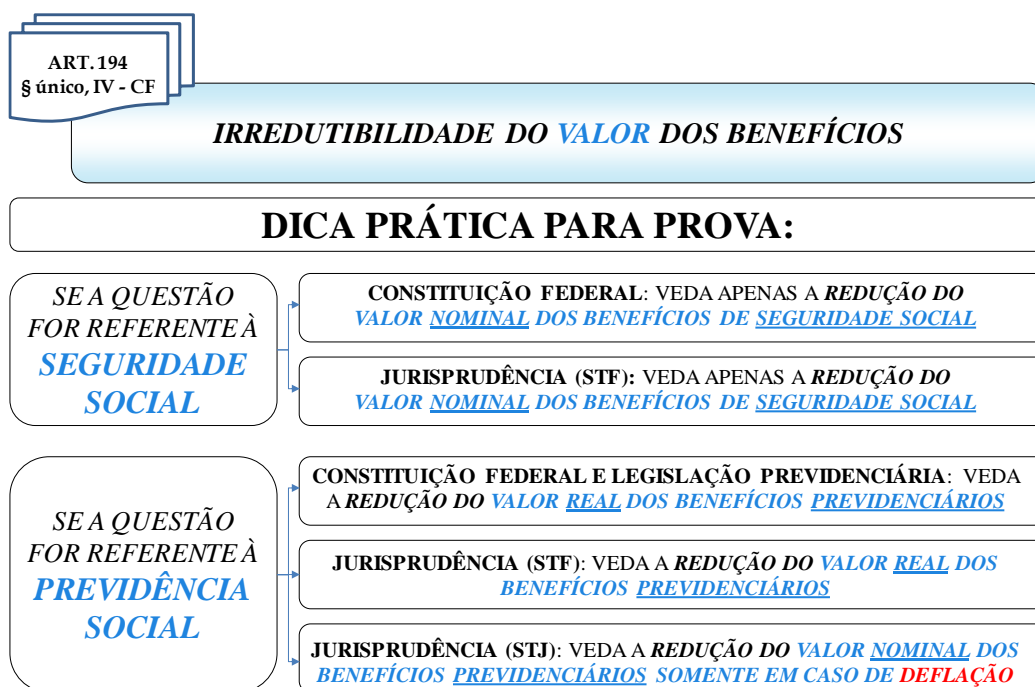 ART. 194
§ único, IV - CF
IRREDUTIBILIDADE DO VALOR DOS BENEFÍCIOS
DICA PRÁTICA PARA PROVA:
SE A QUESTÃO
FOR REFERENTE À
SEGURIDADE
SOCIAL
CONSTITUIÇÃO FEDERAL: VEDA APENAS A REDUÇÃO DO
VALOR NOMINAL DOS BENEFÍCIOS DE SEGURIDADE SOCIAL
JURISPRUDÊNCIA (STF): VEDA APENAS A REDUÇÃO DO
VALOR NOMINAL DOS BENEFÍCIOS DE SEGURIDADE SOCIAL
SE A QUESTÃO
FOR REFERENTE À
PREVIDÊNCIA
SOCIAL
CONSTITUIÇÃO FEDERAL E LEGISLAÇÃO PREVIDENCIÁRIA: VEDA
A REDUÇÃO DO VALOR REAL DOS BENEFÍCIOS PREVIDENCIÁRIOS
JURISPRUDÊNCIA (STF): VEDA A REDUÇÃO DO VALOR REAL DOS
BENEFÍCIOS PREVIDENCIÁRIOS
JURISPRUDÊNCIA (STJ): VEDA A REDUÇÃO DO VALOR NOMINAL DOS
BENEFÍCIOS PREVIDENCIÁRIOS SOMENTE EM CASO DE DEFLAÇÃO